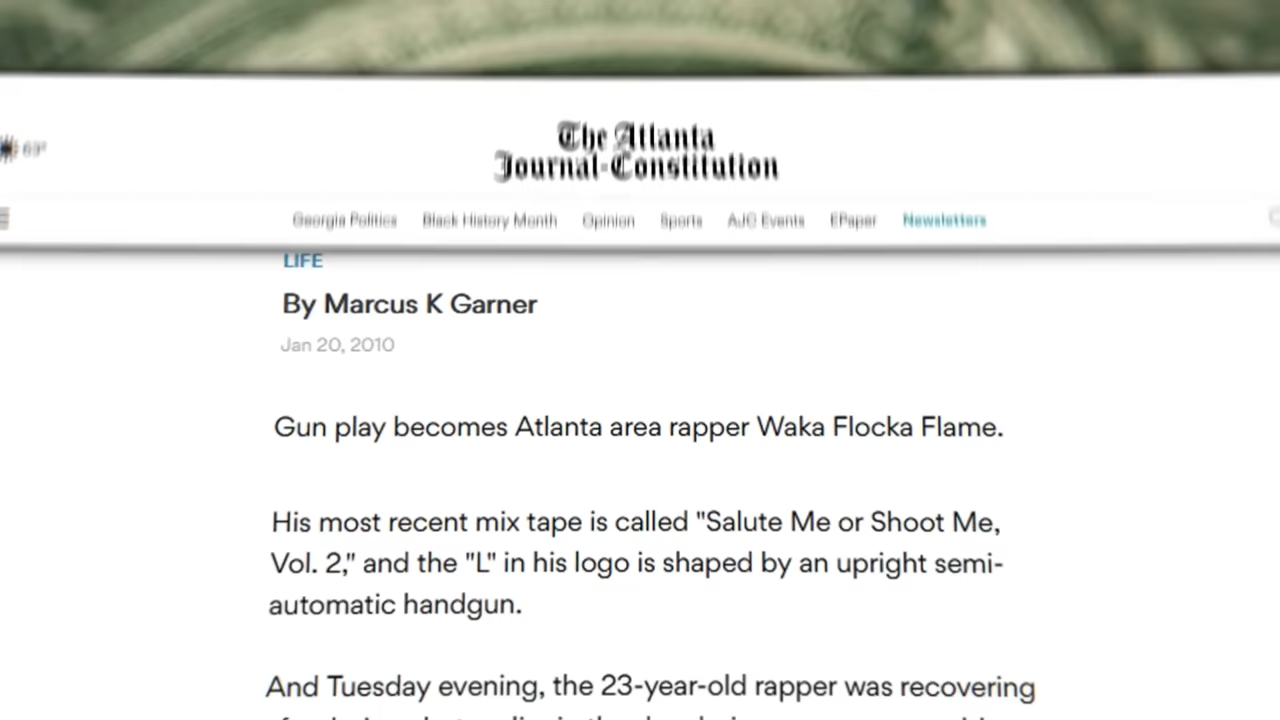 69°
The Atlanta
Journal-Constitution
Georgia Politics Black History Month Opinion Sports AJC Events EPaper Newsletters
LIFE
By Marcus K Garner
Jan 20, 2010
Gun play becomes Atlanta area rapper Waka Flocka Flame.
His most recent mix tape is called "Salute Me or Shoot Me,
Vol. 2," and the "L" in his logo is shaped by an upright semi-
automatic handgun.
And Tuesday evening, the 23-year-old rapper was recovering